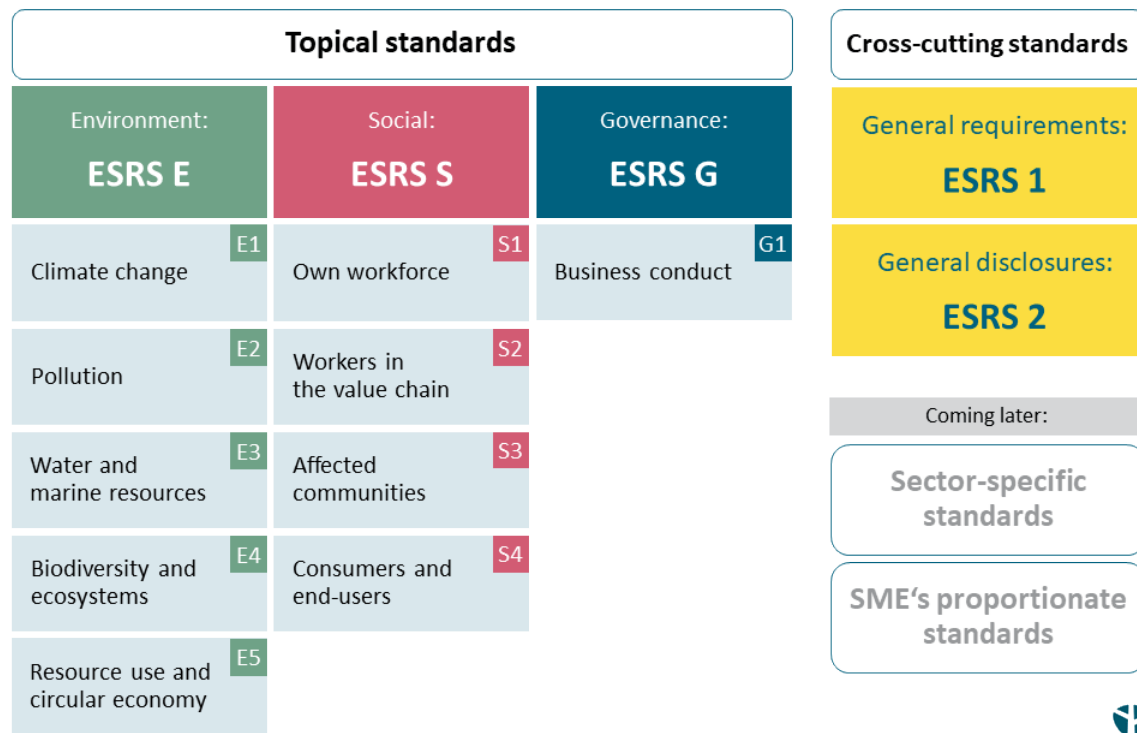 Topical standards
Cross-cutting standards
Environment:
ESRS E
Social:
ESRS S
Governance:
ESRS G
General requirements:
ESRS 1
E1
Climate change
S1
Own workforce
G1
Business conduct
General disclosures:
ESRS 2
E2
Pollution
S2
Workers in
the value chain
Coming later:
E3
Water and
marine resources
S3
Affected
communities
Sector-specific
standards
E4
Biodiversity and
ecosystems
S4
Consumers and
end-users
SME‘s proportionate
standards
E5
Resource use and
circular economy